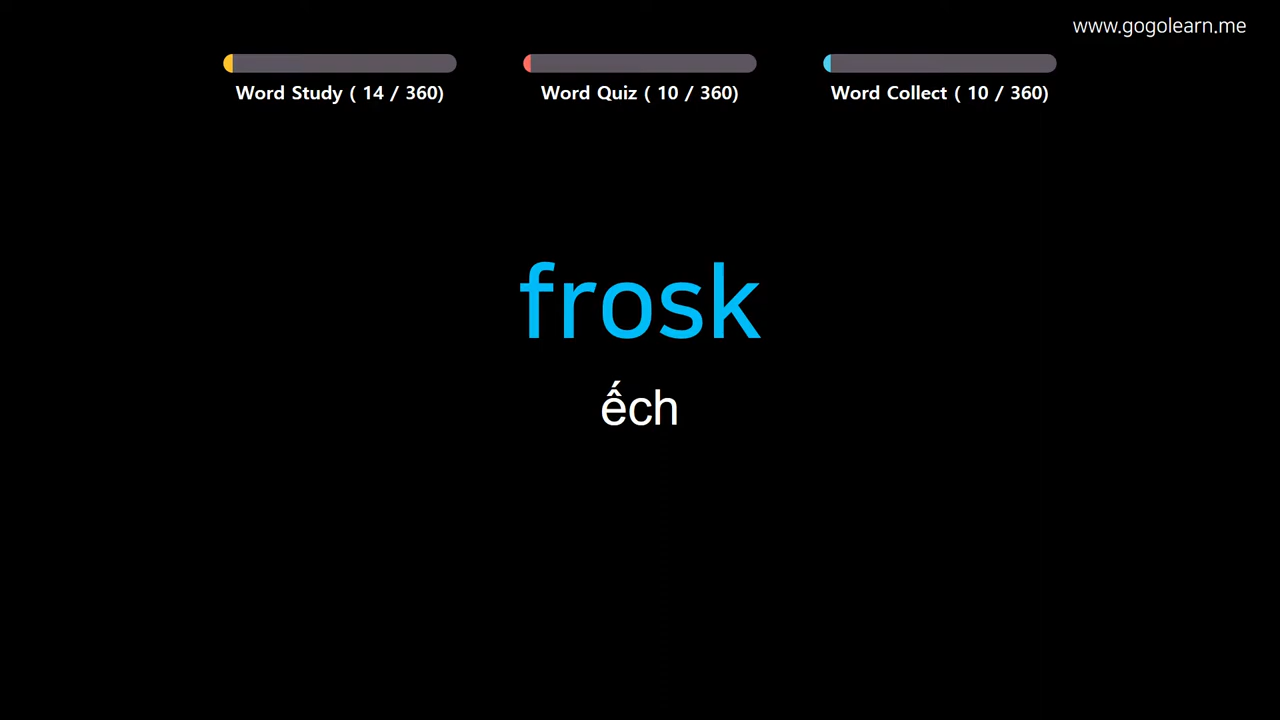 www.gogolearn.me
Word Study ( 14 / 360)
Word Quiz ( 10 / 360)
Word Collect ( 10 / 360)
frosk
ếch